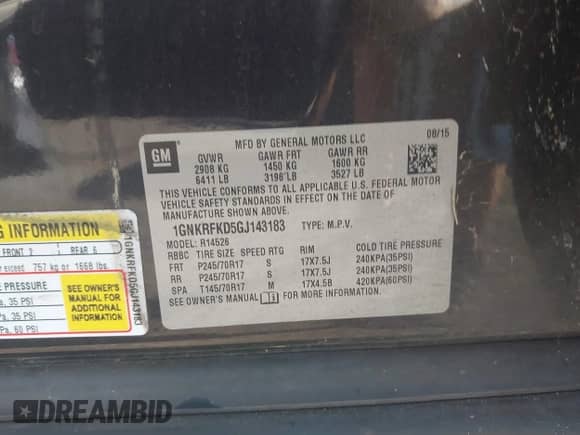 GM
MFD BY GENERAL MOTORS LLC
08/15
GVWR GAWR FRT GAWR RR
2908 KG 1450 KG 1600 KG
6411 LB 3196 LB 3527 LB
THIS VEHICLE CONFORMS TO ALL APPLICABLE U.S. FEDERAL MOTOR
VEHICLE SAFETY STANDARDS IN EFFECT ON THE DATE OF
MANUFACTURE SHOWN ABOVE.
1GNKRFKD5GJ143183 TYPE: M.P.V.
MODEL: R14526
RBBC TIRE SIZE SPEED RTG RIM COLD TIRE PRESSURE
FRT P245/70R17 S 17X7.5J 240KPA(35PSI)
RR P245/70R17 S 17X7.5J 240KPA(35PSI)
SPA T145/70R17 M 17X4.5B 420KPA(60PSI)
SEE OWNER'S MANUAL FOR MORE INFORMATION.
G INFORMATION
FRONT 2 REAR 6
exceed 757 kg or 1668 lbs.
PRESSURE
a, 35 PSI
a, 35 PSI
a, 60 PSI
SEE OWNER'S
MANUAL FOR
ADDITIONAL
INFORMATION
1GNKRFKD5GJ143183
DREAMBID